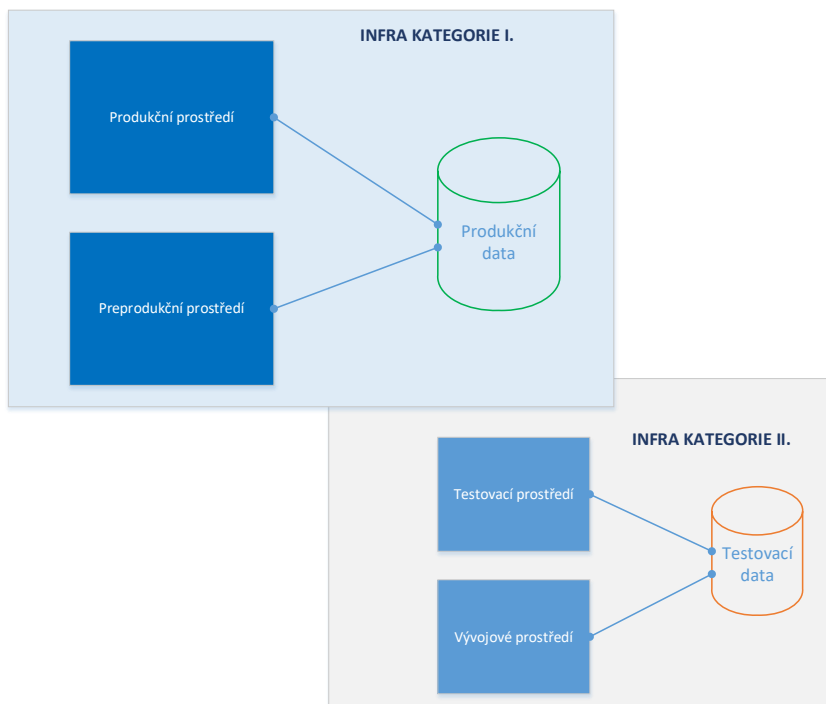 INFRA KATEGORIE I.
Produkční prostředí
Produkční
data
Preprodukční prostředí
INFRA KATEGORIE II.
Testovací prostředí
Testovací
data
Vývojové prostředí